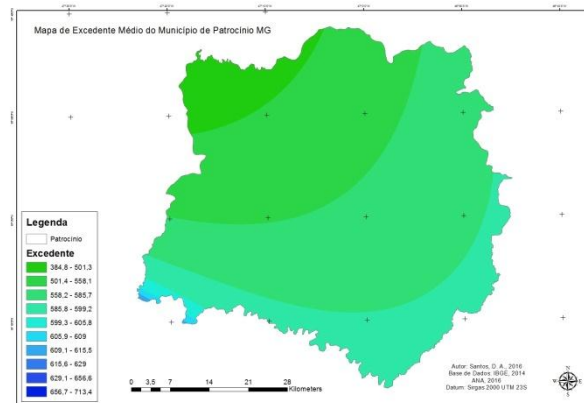 Mapa de Excedente Médio do Município de Patrocínio MG
Legenda
Patrocínio
Excedente
384,8 - 501,3
501,4 - 558,1
558,2 - 585,7
585,8 - 599,2
599,3 - 605,8
605,9 - 609
609,1 - 615,5
615,6 - 629
629,1 - 656,6
656,7 - 713,4
0 3,5 7 14 21 28
Kilometers
Autor: Santos, D. A., 2016
Base de Dados: IBGE, 2014
ANA, 2016
Datum: Sirgas 2000 UTM 23S
N
S